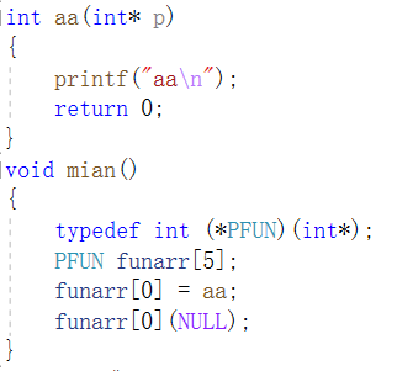 int aa(int* p)
{
printf("aa\n");
return 0;
}
void mian()
{
typedef int (*PFUN)(int*);
PFUN funarr[5];
funarr[0] = aa;
funarr[0](NULL);
}